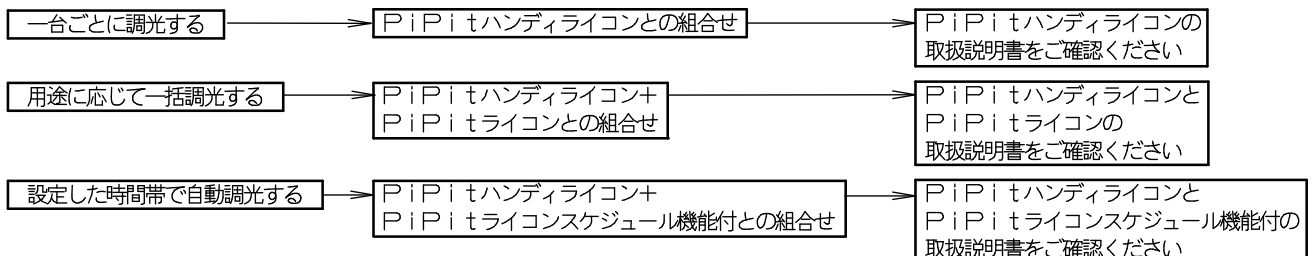 一台ごとに調光する
ＰｉＰｉｔハンディライコンとの組合せ
ＰｉＰｉｔハンディライコンの
取扱説明書をご確認ください
用途に応じて一括調光する
ＰｉＰｉｔハンディライコン＋
ＰｉＰｉｔライコンとの組合せ
ＰｉＰｉｔハンディライコンと
ＰｉＰｉｔライコンの
取扱説明書をご確認ください
設定した時間帯で自動調光する
ＰｉＰｉｔハンディライコン＋
ＰｉＰｉｔライコンスケジュール機能付との組合せ
ＰｉＰｉｔハンディライコンと
ＰｉＰｉｔライコンスケジュール機能付の
取扱説明書をご確認ください